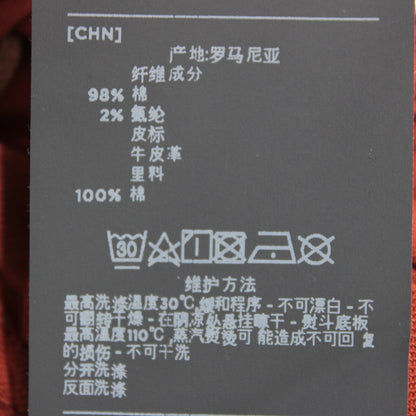 [CHN]
产地:罗马尼亚
纤维成分
98% 棉
2% 氨纶
皮标
牛皮革
里料
100% 棉
30
维护方法
最高洗涤温度30℃,缓和程序 - 不可漂白 - 不
可翻转干燥 - 在阴凉处悬挂晾干 - 熨斗底板
最高温度110℃,蒸汽熨烫可能造成不可回复
的损伤 - 不可干洗
分开洗涤
反面洗涤